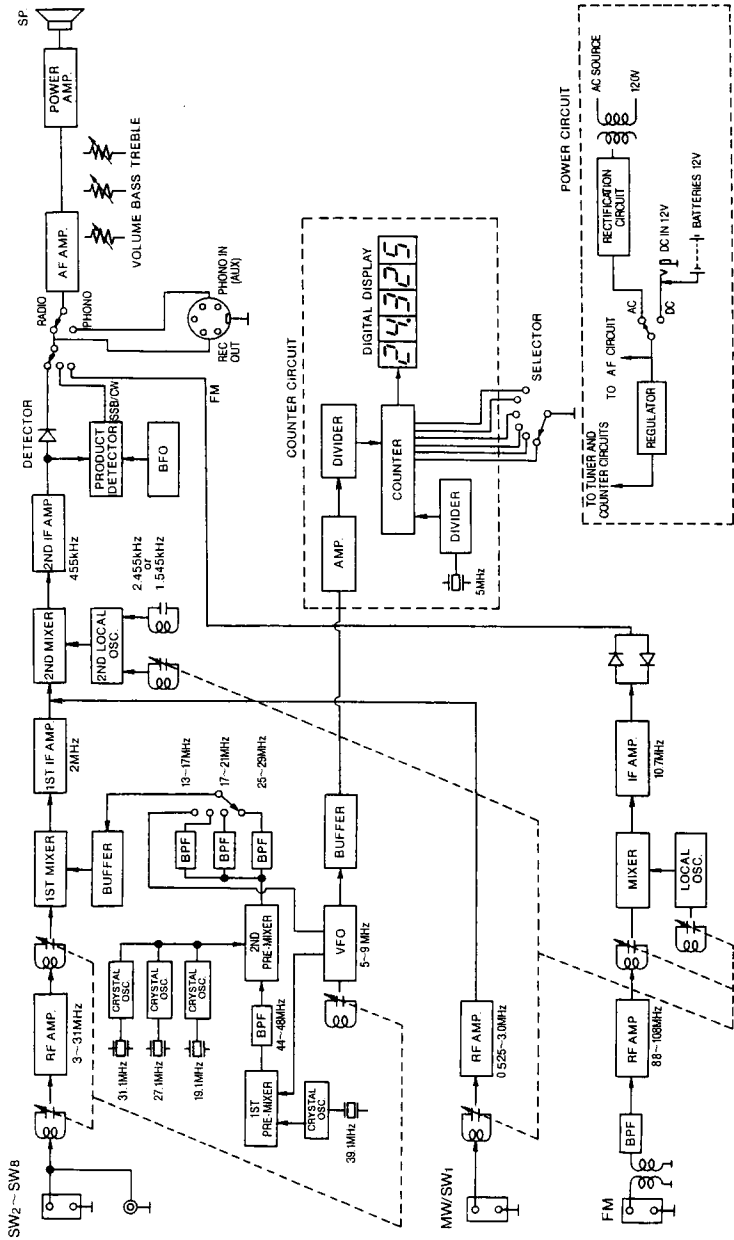 SW2~SW8
RF AMP.
3~31MHz
1ST MIXER
1ST IF AMP.
2MHz
2ND MIXER
2ND IF AMP.
455kHz
DETECTOR
RADIO
PHONO
AF AMP.
VOLUME BASS TREBLE
POWER
AMP.
SP.
BUFFER
2ND LOCAL
OSC.
2.455kHz
or
1.545kHz
PRODUCT
DETECTOR
SSB/CW
BFO
FM
REC
OUT
PHONO IN
(AUX)
CRYSTAL
OSC.
31.1MHz
CRYSTAL
OSC.
27.1MHz
CRYSTAL
OSC.
19.1MHz
13~17MHz
17~21MHz
25~29MHz
BPF
BPF
BPF
1ST
PRE-MIXER
BPF
44~48MHz
2ND
PRE-MIXER
CRYSTAL
OSC.
39.1MHz
VFO
5~9 MHz
BUFFER
COUNTER CIRCUIT
AMP.
DIVIDER
COUNTER
DIGITAL DISPLAY
24.325
DIVIDER
5MHz
SELECTOR
MW/SW1
RF AMP.
0.525~3.0MHz
FM
BPF
RF AMP
88~108MHz
MIXER
LOCAL
OSC.
IF AMP.
10.7MHz
POWER CIRCUIT
TO TUNER AND
COUNTER CIRCUITS
REGULATOR
TO AF CIRCUIT
AC
DC
RECTIFICATION
CIRCUIT
AC SOURCE
120V
DC IN 12V
BATTERIES 12V